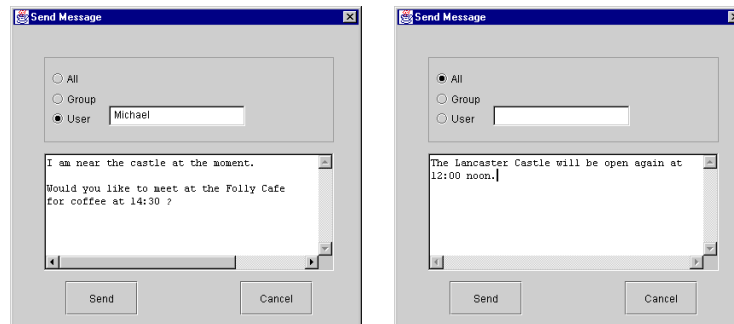 Send Message
All
Group
User Michael
I am near the castle at the moment.
Would you like to meet at the Folly Cafe
for coffee at 14:30 ?
Send Cancel
Send Message
All
Group
User
The Lancaster Castle will be open again at
12:00 noon.
Send Cancel